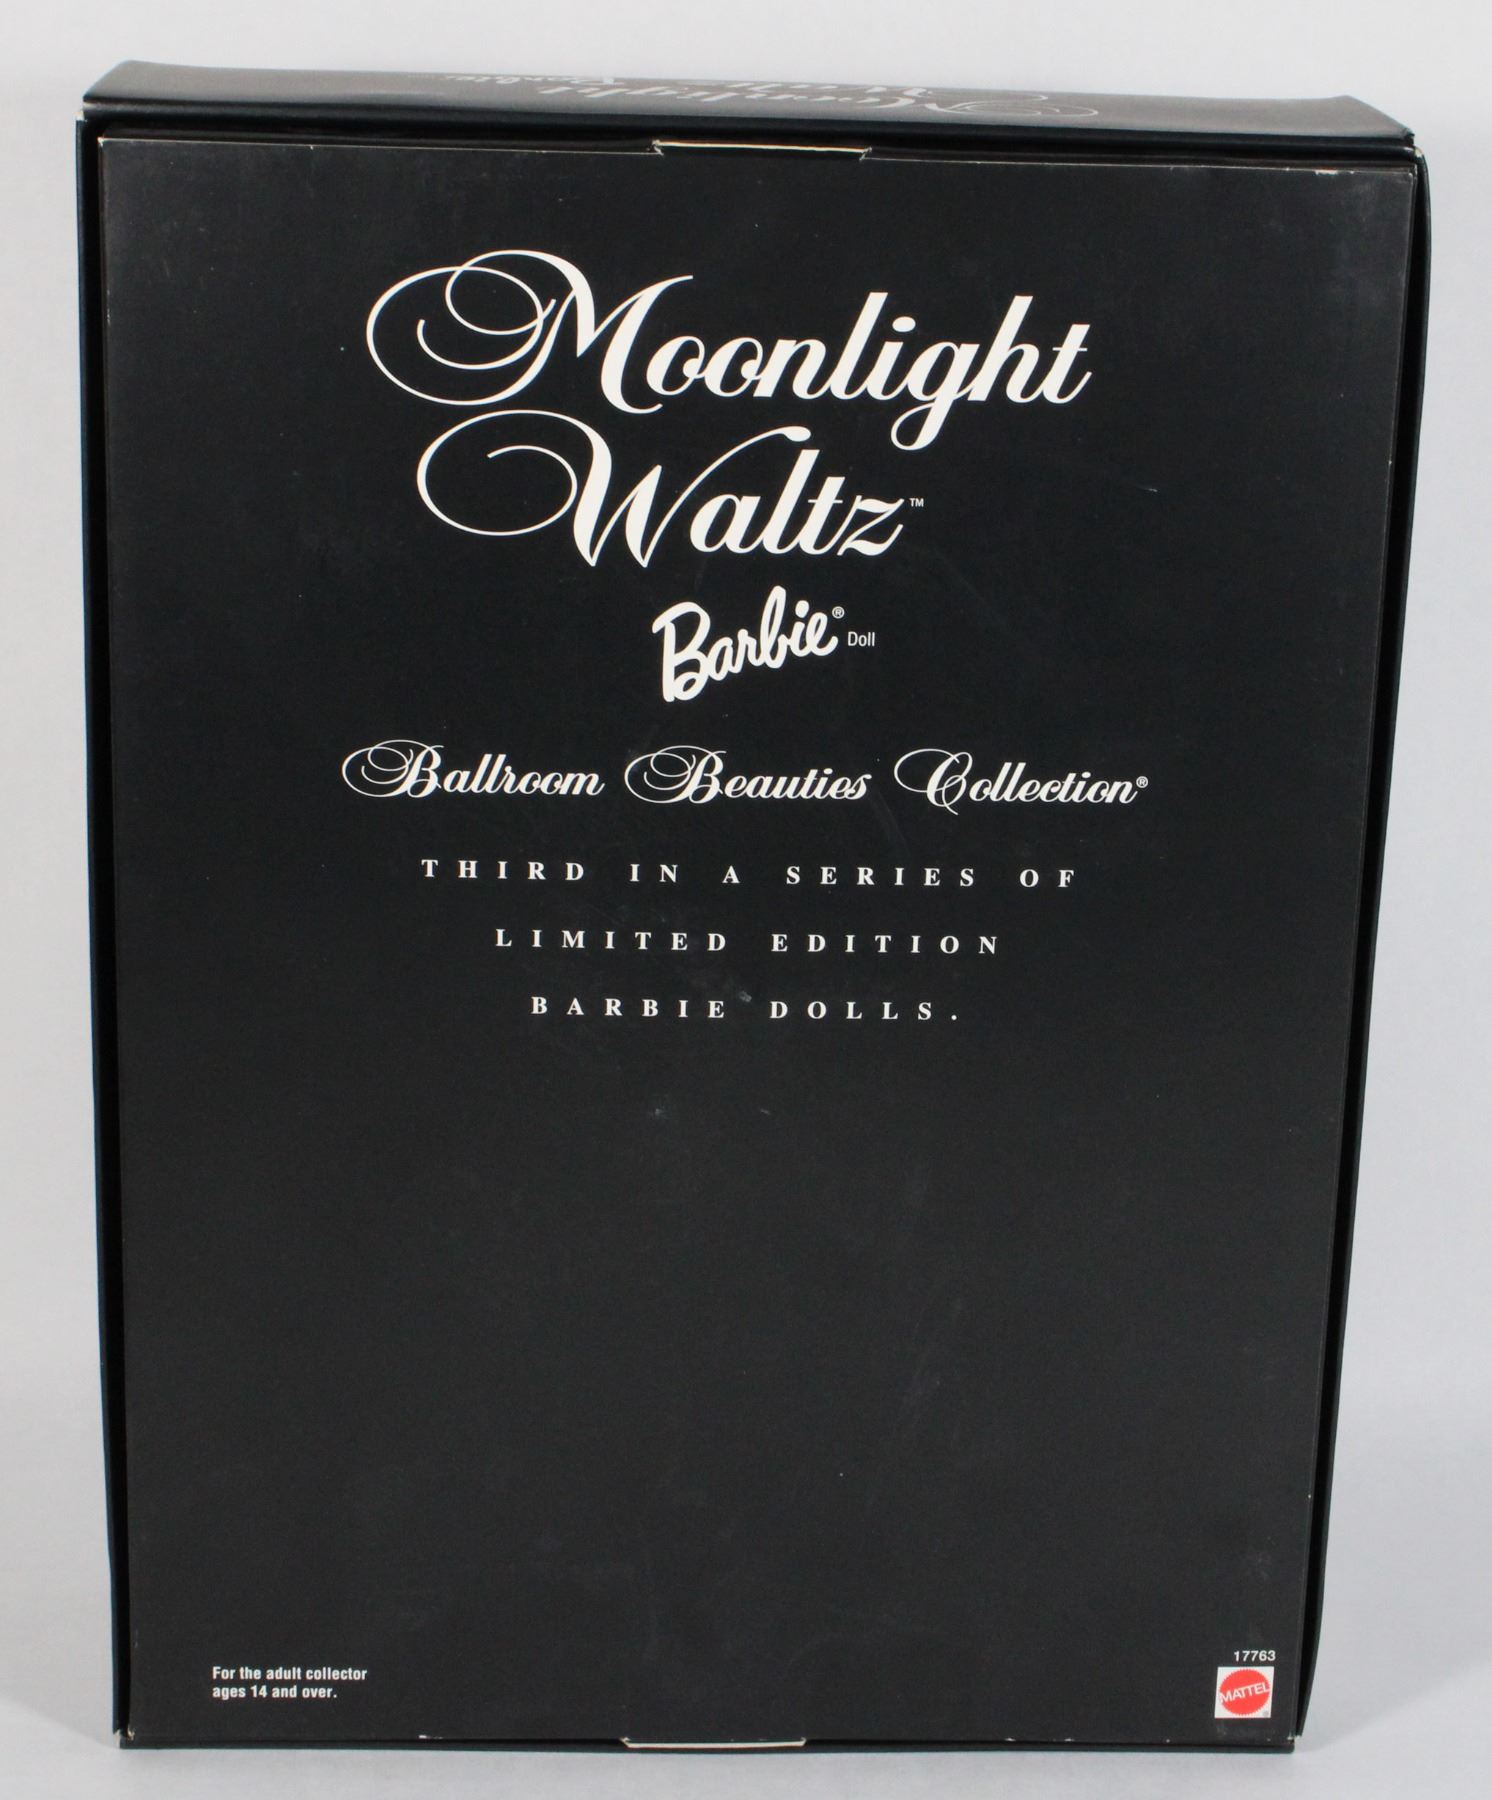 Moonlight
Waltz™
Barbie® Doll
Ballroom Beauties Collection®
THIRD IN A SERIES OF
LIMITED EDITION
BARBIE DOLLS.
For the adult collector
ages 14 and over.
17763
MATTEL®